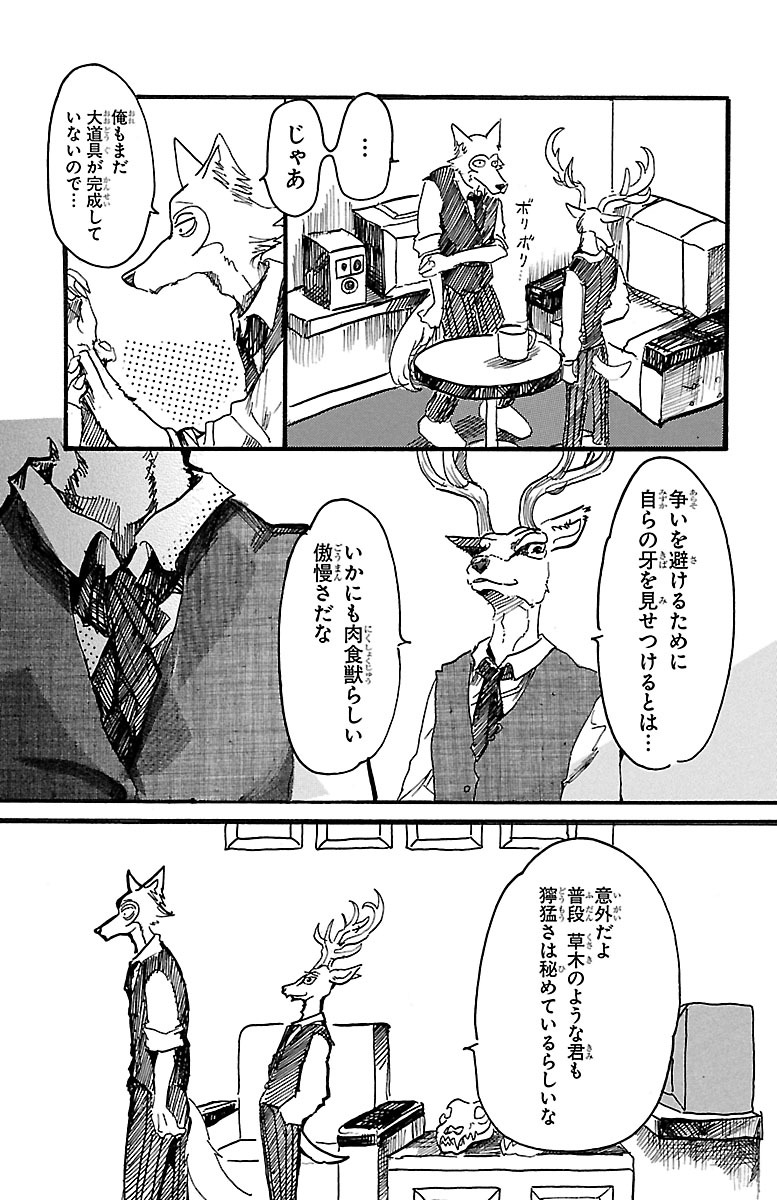 …
じゃあ
ボリボリ…
俺もまだ
大道具が完成して
いないので…
争いを避けるために
自らの牙を見せつけるとは…
いかにも肉食獣らしい
傲慢さだな
意外だよ
普段 草木のような君も
獰猛さは秘めているらしいな